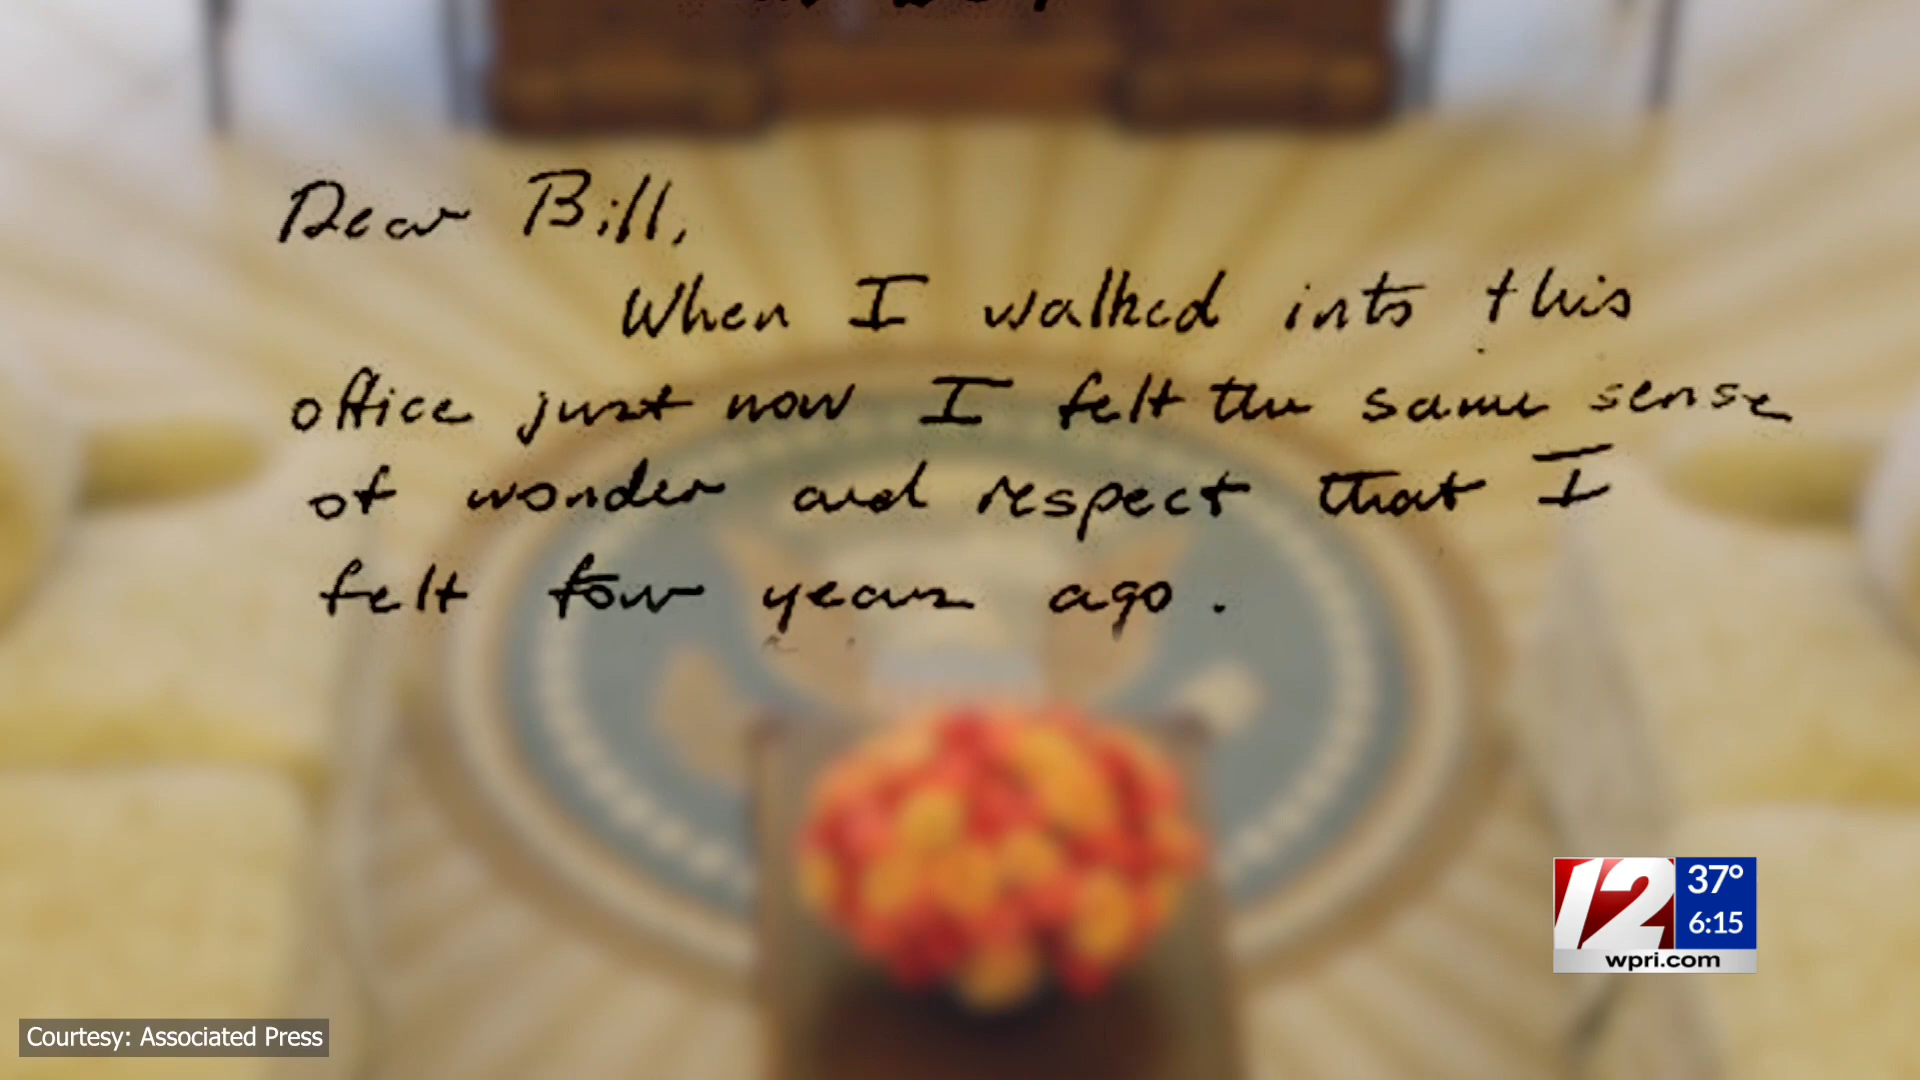 Dear Bill,
When I walked into this
office just now I felt the same sense
of wonder and respect that I
felt four years ago.
12
37°
6:15
wpri.com
Courtesy: Associated Press